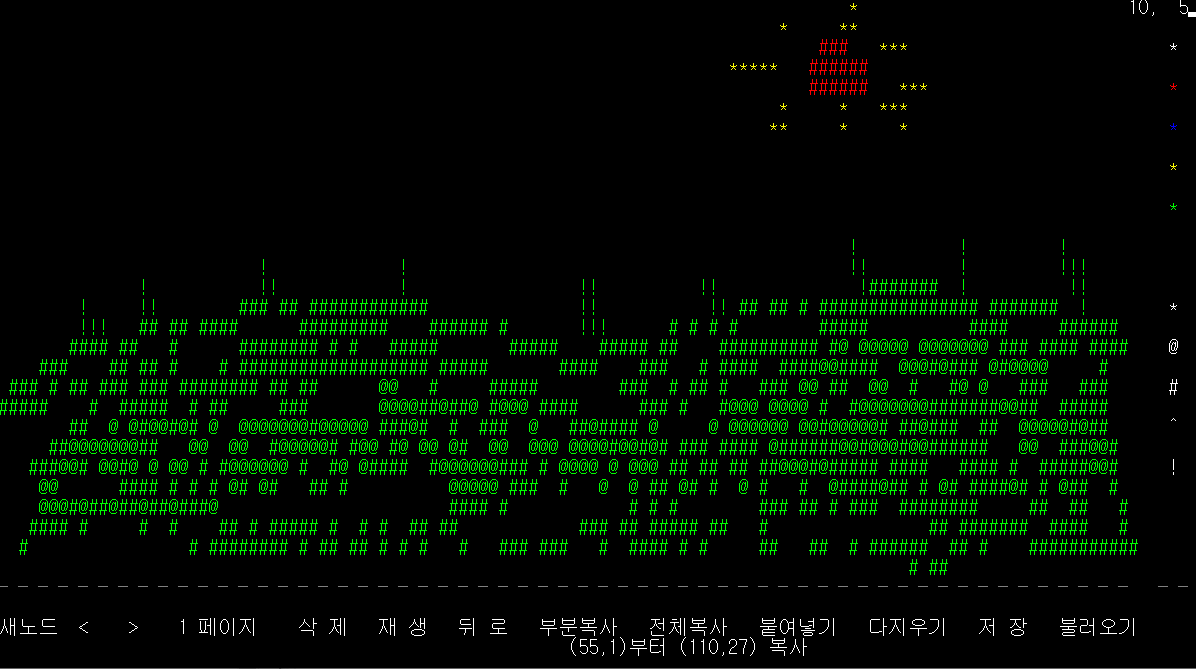 10, 5
새노드 < > 1 페이지 삭 제 재 생 뒤 로 부분복사 전체복사 붙여넣기 다지우기 저 장 불러오기
(55,1)부터 (110,27) 복사